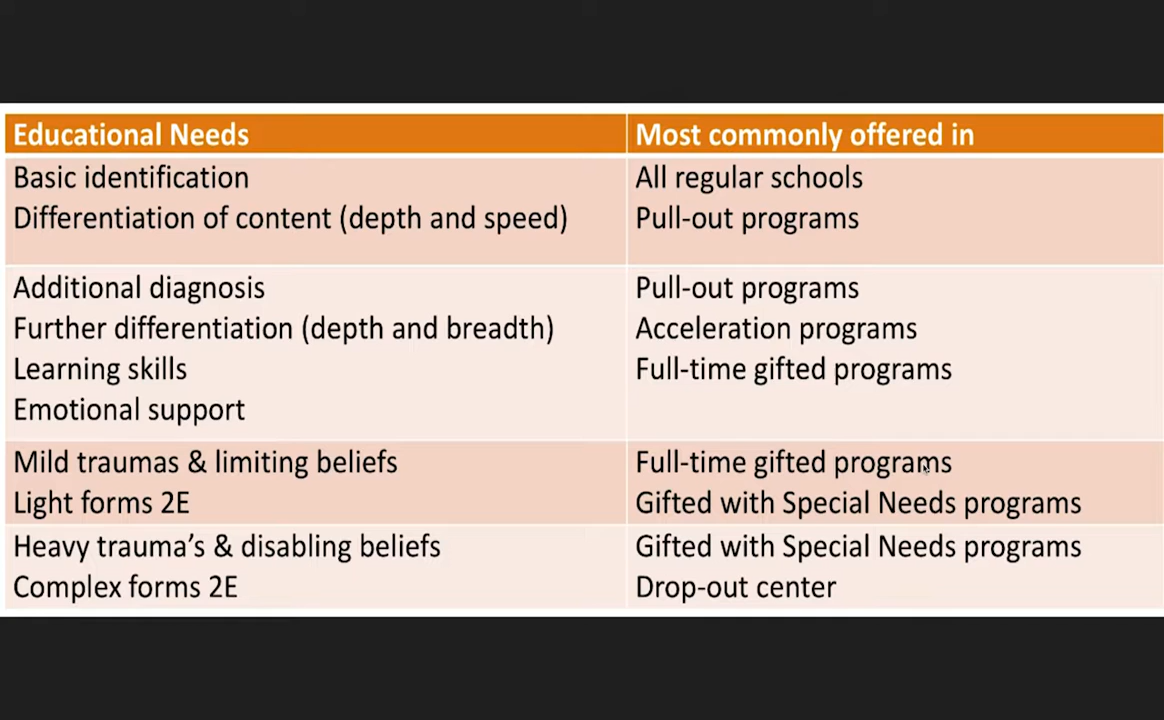 Educational Needs
Most commonly offered in
Basic identification
Differentiation of content (depth and speed)
All regular schools
Pull-out programs
Additional diagnosis
Further differentiation (depth and breadth)
Learning skills
Emotional support
Pull-out programs
Acceleration programs
Full-time gifted programs
Mild traumas & limiting beliefs
Light forms 2E
Full-time gifted programs
Gifted with Special Needs programs
Heavy trauma's & disabling beliefs
Complex forms 2E
Gifted with Special Needs programs
Drop-out center